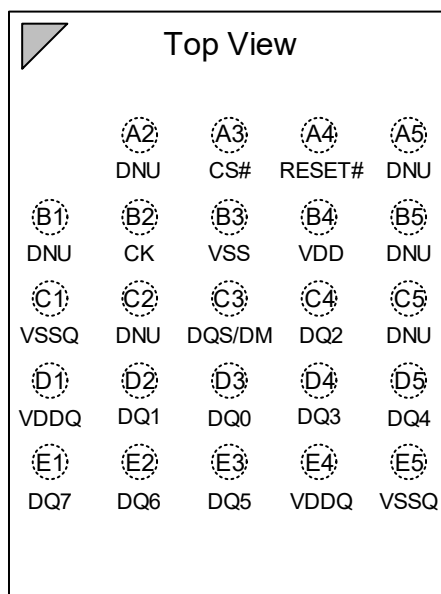 Top View
A2 A3 A4 A5
DNU CS# RESET# DNU
B1 B2 B3 B4 B5
DNU CK VSS VDD DNU
C1 C2 C3 C4 C5
VSSQ DNU DQS/DM DQ2 DNU
D1 D2 D3 D4 D5
VDDQ DQ1 DQ0 DQ3 DQ4
E1 E2 E3 E4 E5
DQ7 DQ6 DQ5 VDDQ VSSQ